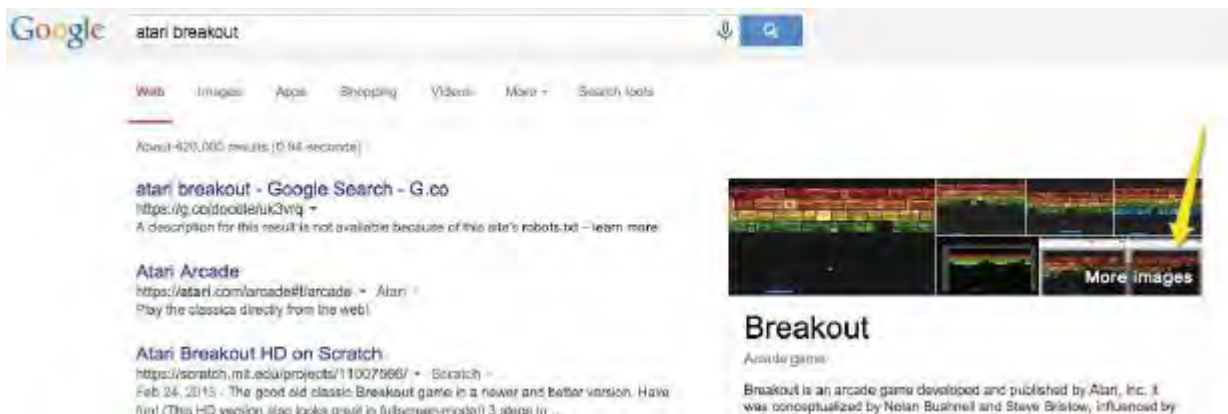 Google atari breakout
Web Images Apps Shopping Videos More Search tools
About 429,000 results (0.94 seconds)
atari breakout - Google Search - G.co
https://g.co/doodle/uk3vrq
A description for this result is not available because of this site's robots.txt – learn more.
Atari Arcade
https://atari.com/arcade#!/arcade Atari
Play the classics directly from the web!
Atari Breakout HD on Scratch
https://scratch.mit.edu/projects/11007566/ Scratch
Feb 24, 2013 - The good old classic Breakout game in a newer and better version. Have
fun! (This HD version also looks great in fullscreen-mode!) 3 steps to ...
More images
Breakout
Arcade game
Breakout is an arcade game developed and published by Atari, Inc. It
was conceptualized by Nolan Bushnell and Steve Bristow, influenced by